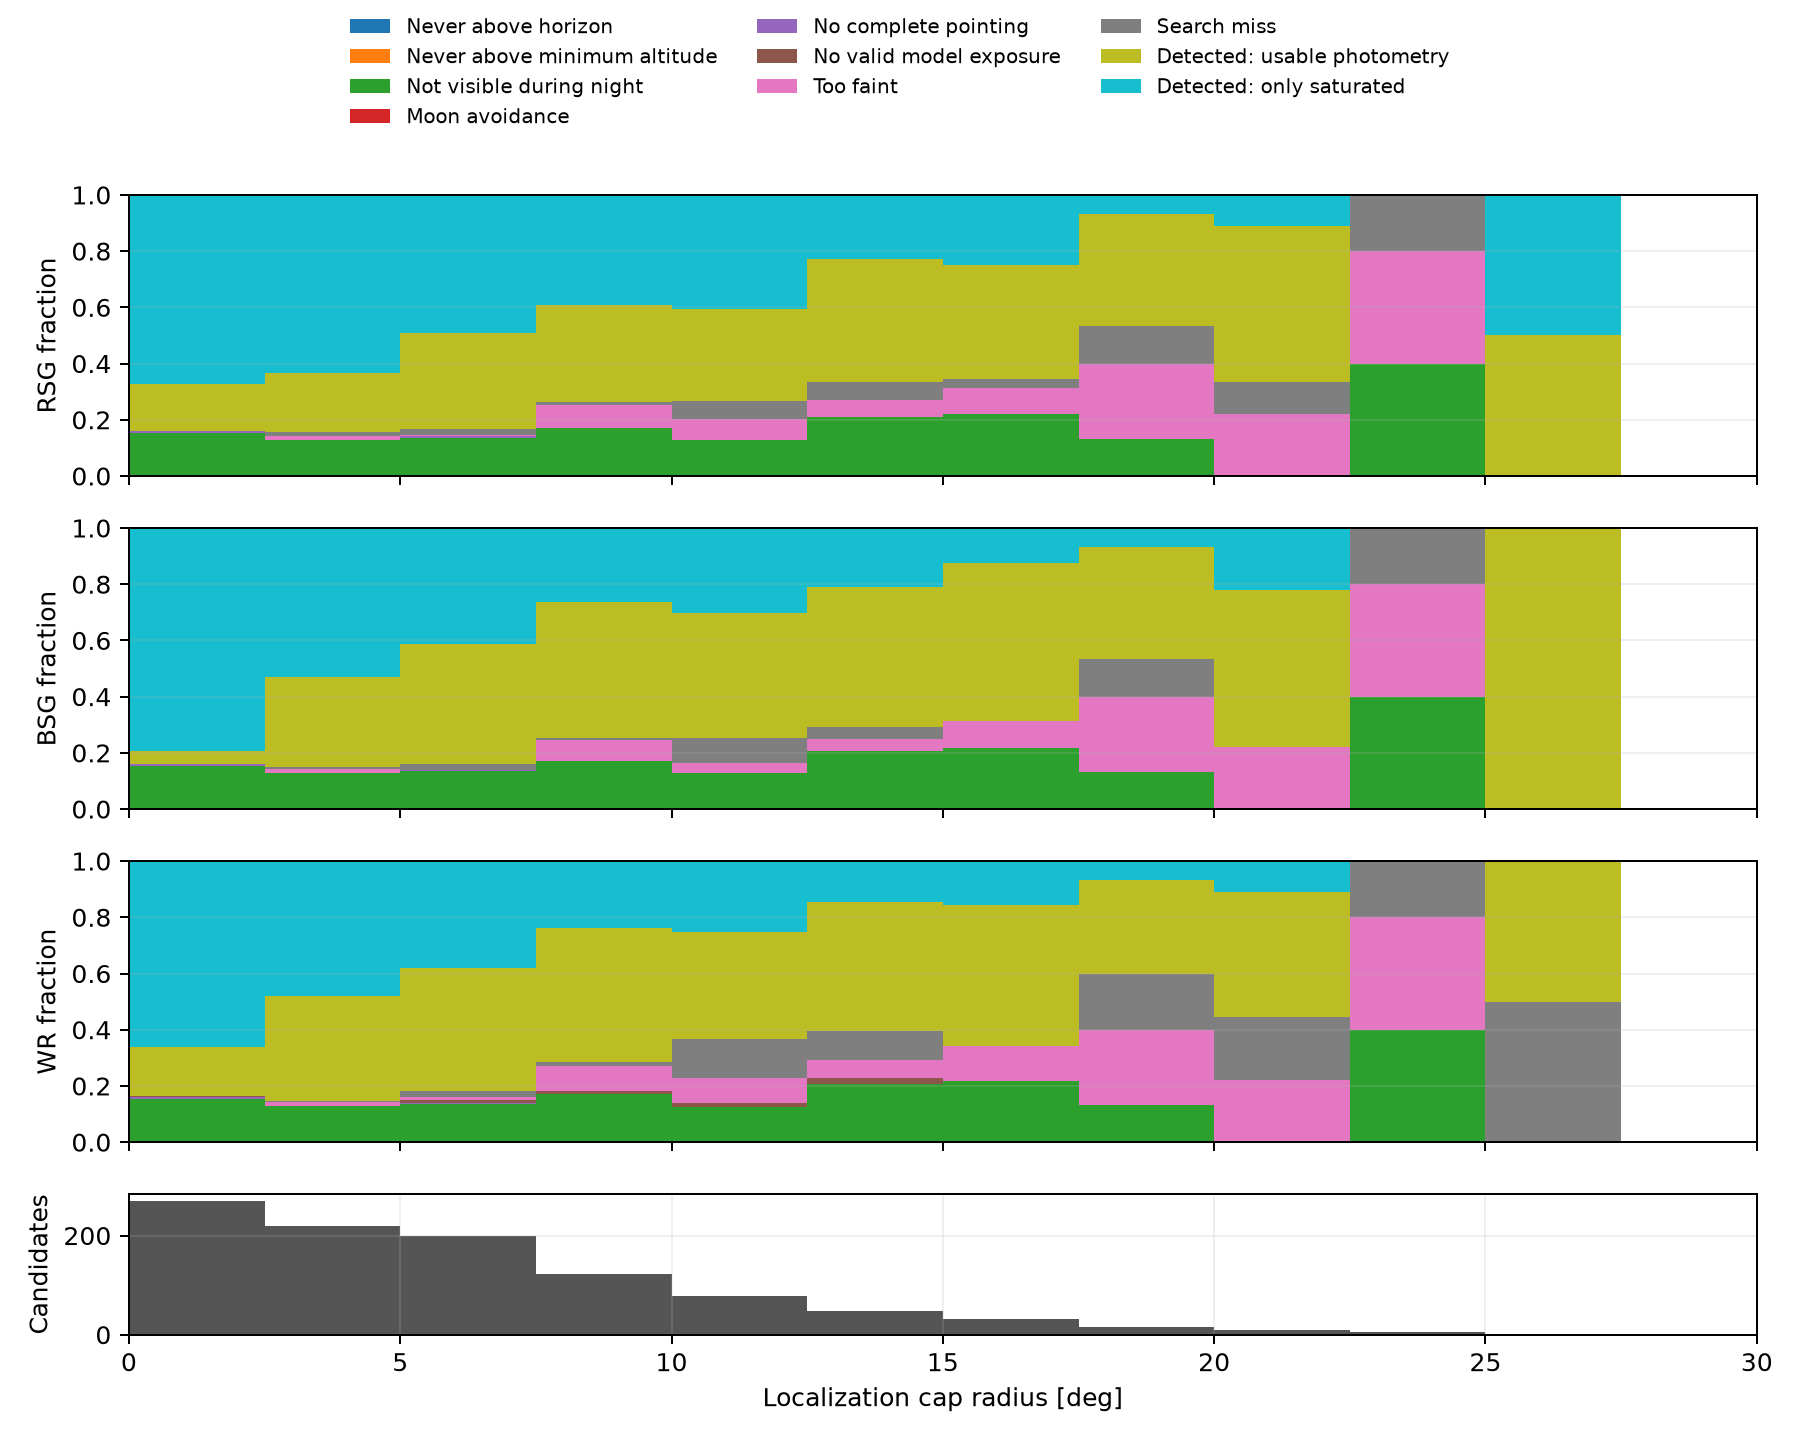 Never above horizon
Never above minimum altitude
Not visible during night
Moon avoidance
No complete pointing
No valid model exposure
Too faint
Search miss
Detected: usable photometry
Detected: only saturated
1.0
0.8
0.6
0.4
0.2
0.0
RSG fraction
1.0
0.8
0.6
0.4
0.2
0.0
BSG fraction
1.0
0.8
0.6
0.4
0.2
0.0
WR fraction
200
0
Candidates
0 5 10 15 20 25 30
Localization cap radius [deg]